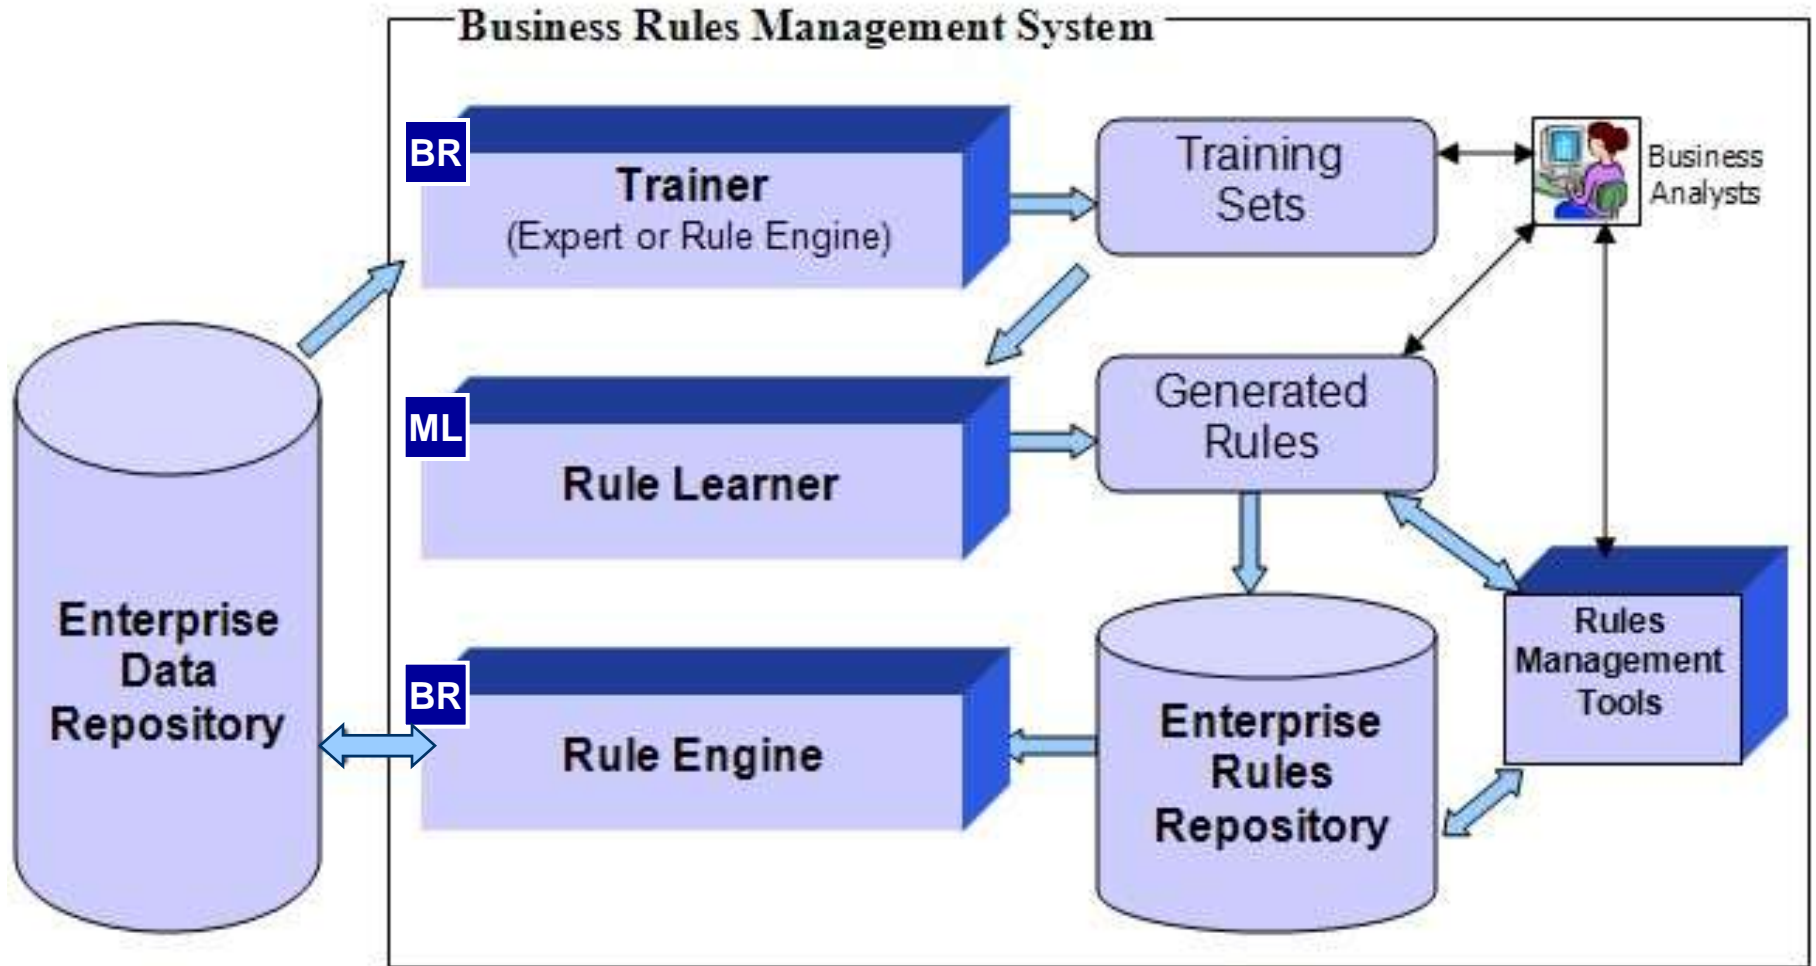 Business Rules Management System
BR
Trainer
(Expert or Rule Engine)
Training
Sets
Business
Analysts
ML
Rule Learner
Generated
Rules
Enterprise
Data
Repository
BR
Rule Engine
Enterprise
Rules
Repository
Rules
Management
Tools